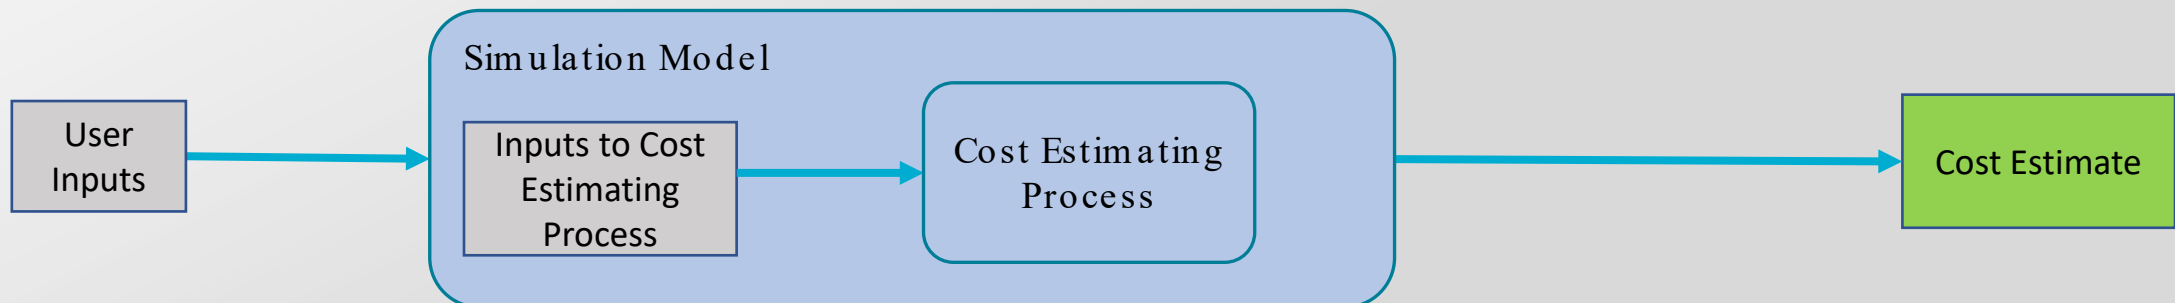 Simulation Model
User
Inputs
Inputs to Cost
Estimating
Process
Cost Estimating
Process
Cost Estimate